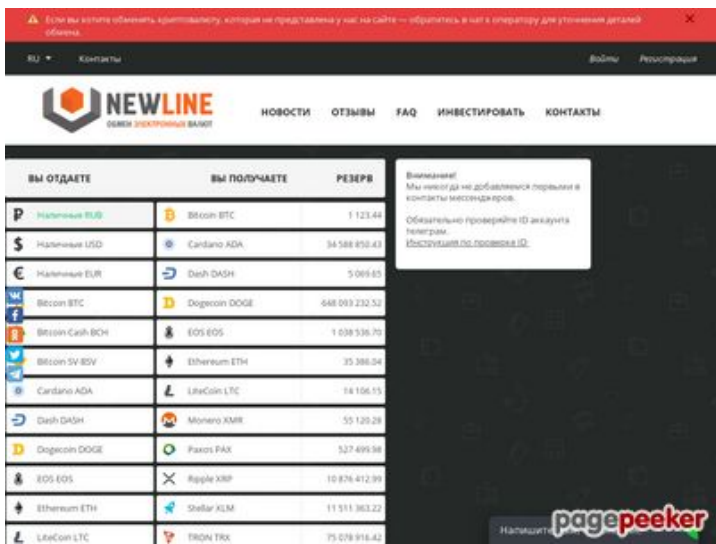 Если вы хотите обменять криптовалюту, которая не представлена у нас на сайте — обратитесь в чат к оператору для уточнения деталей
обмена.
RU
Контакты
Войти
Регистрация
NEWLINE
ОБМЕН ЭЛЕКТРОННЫХ ВАЛЮТ
НОВОСТИ
ОТЗЫВЫ
FAQ
ИНВЕСТИРОВАТЬ
КОНТАКТЫ
ВЫ ОТДАЕТЕ
Наличные RUB
Наличные USD
Наличные EUR
Bitcoin BTC
Bitcoin Cash BCH
Bitcoin SV BSV
Cardano ADA
Dash DASH
Dogecoin DOGE
EOS EOS
Ethereum ETH
LiteCoin LTC
ВЫ ПОЛУЧАЕТЕ РЕЗЕРВ
Bitcoin BTC 1 123.44
Cardano ADA 34 588 850.43
Dash DASH 5 069.65
Dogecoin DOGE 648 093 232.52
EOS EOS 1 038 536.70
Ethereum ETH 35 386.04
LiteCoin LTC 14 106.15
Monero XMR 55 120.28
Paxos PAX 527 499.98
Ripple XRP 10 876 412.99
Stellar XLM 11 511 363.22
TRON TRX 75 078 916.42
Внимание!
Мы никогда не добавляемся первыми в
контакты мессенджеров.
Обязательно проверяйте ID аккаунта
телеграм.
Инструкция по проверке ID
pagepeeker